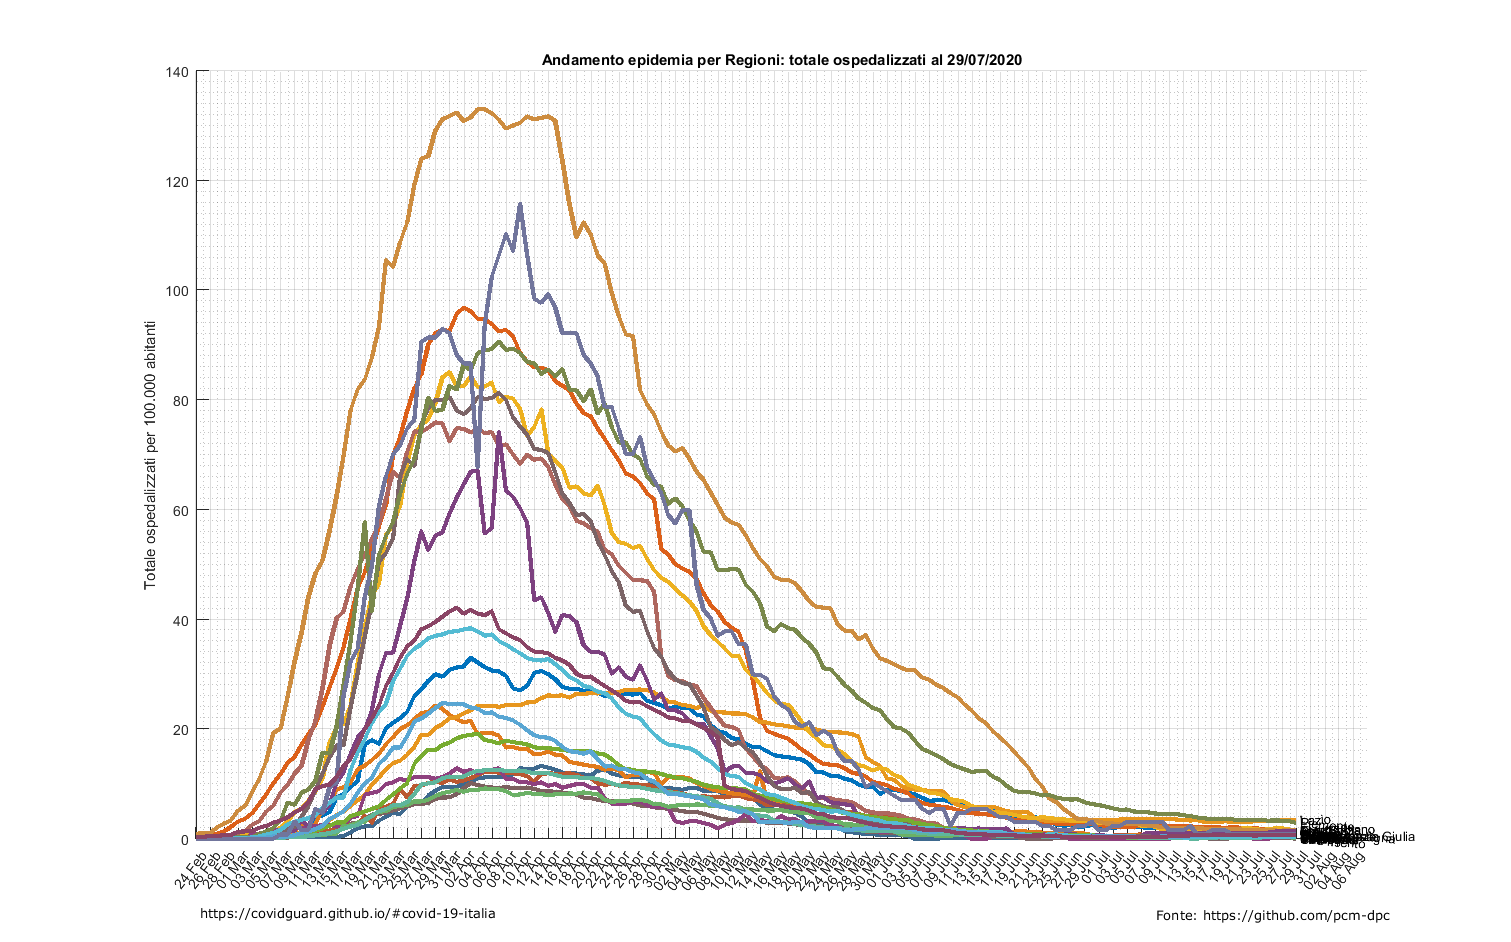 Andamento epidemia per Regioni: totale ospedalizzati al 29/07/2020
Totale ospedalizzati per 100.000 abitanti
140
120
100
80
60
40
20
0
24 Feb
26 Feb
28 Feb
01 Mar
03 Mar
05 Mar
07 Mar
09 Mar
11 Mar
13 Mar
15 Mar
17 Mar
19 Mar
21 Mar
23 Mar
25 Mar
27 Mar
29 Mar
31 Mar
02 Apr
04 Apr
06 Apr
08 Apr
10 Apr
12 Apr
14 Apr
16 Apr
18 Apr
20 Apr
22 Apr
24 Apr
26 Apr
28 Apr
30 Apr
02 May
04 May
06 May
08 May
10 May
12 May
14 May
16 May
18 May
20 May
22 May
24 May
26 May
28 May
30 May
01 Jun
03 Jun
05 Jun
07 Jun
09 Jun
11 Jun
13 Jun
15 Jun
17 Jun
19 Jun
21 Jun
23 Jun
25 Jun
27 Jun
29 Jun
01 Jul
03 Jul
05 Jul
07 Jul
09 Jul
11 Jul
13 Jul
15 Jul
17 Jul
19 Jul
21 Jul
23 Jul
25 Jul
27 Jul
29 Jul
31 Jul
02 Aug
04 Aug
06 Aug
Lazio
Giulia
https://covidguard.github.io/#covid-19-italia
Fonte: https://github.com/pcm-dpc